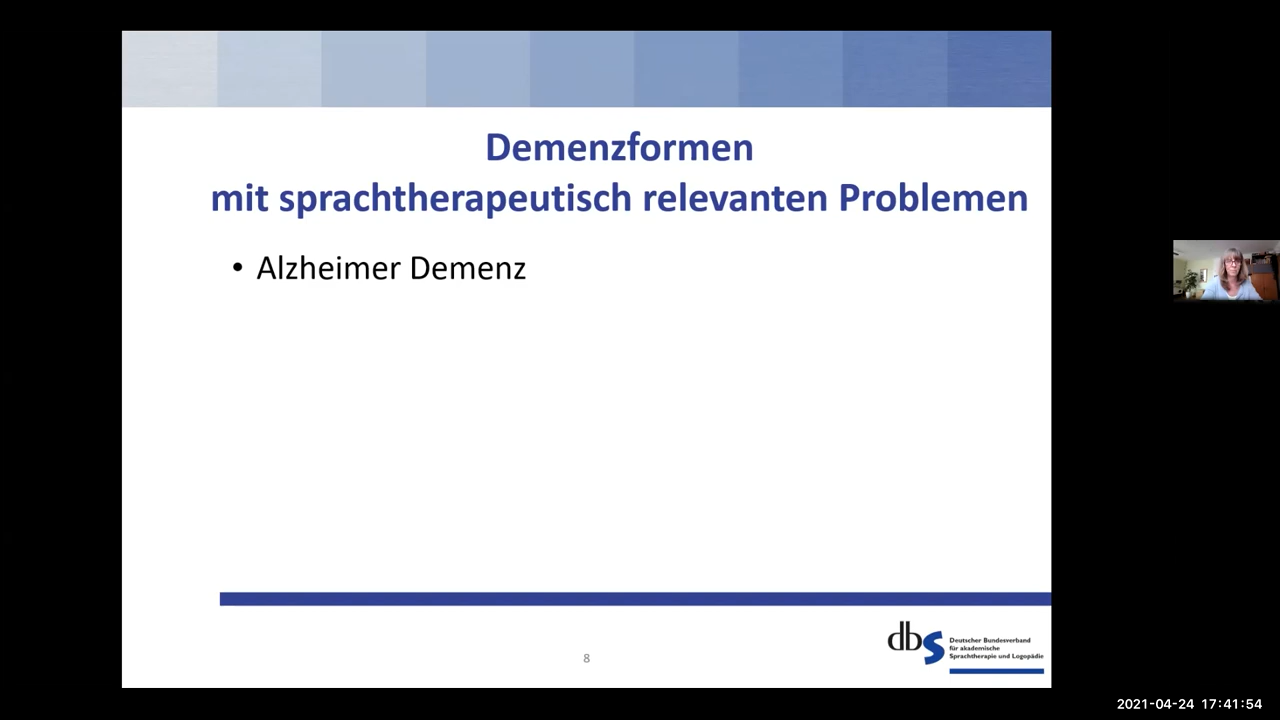 Demenzformen
mit sprachtherapeutisch relevanten Problemen
• Alzheimer Demenz
dbs
Deutscher Bundesverband
für akademische
Sprachtherapie und Logopädie
8
2021-04-24 17:41:54